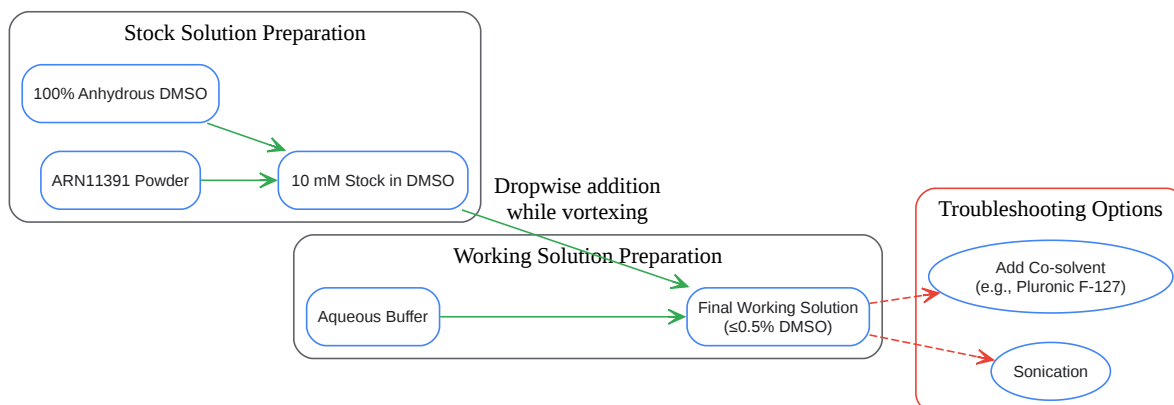 Stock Solution Preparation
100% Anhydrous DMSO
ARN11391 Powder
10 mM Stock in DMSO
Dropwise addition
while vortexing
Working Solution Preparation
Aqueous Buffer
Final Working Solution
(≤0.5% DMSO)
Troubleshooting Options
Add Co-solvent
(e.g., Pluronic F-127)
Sonication